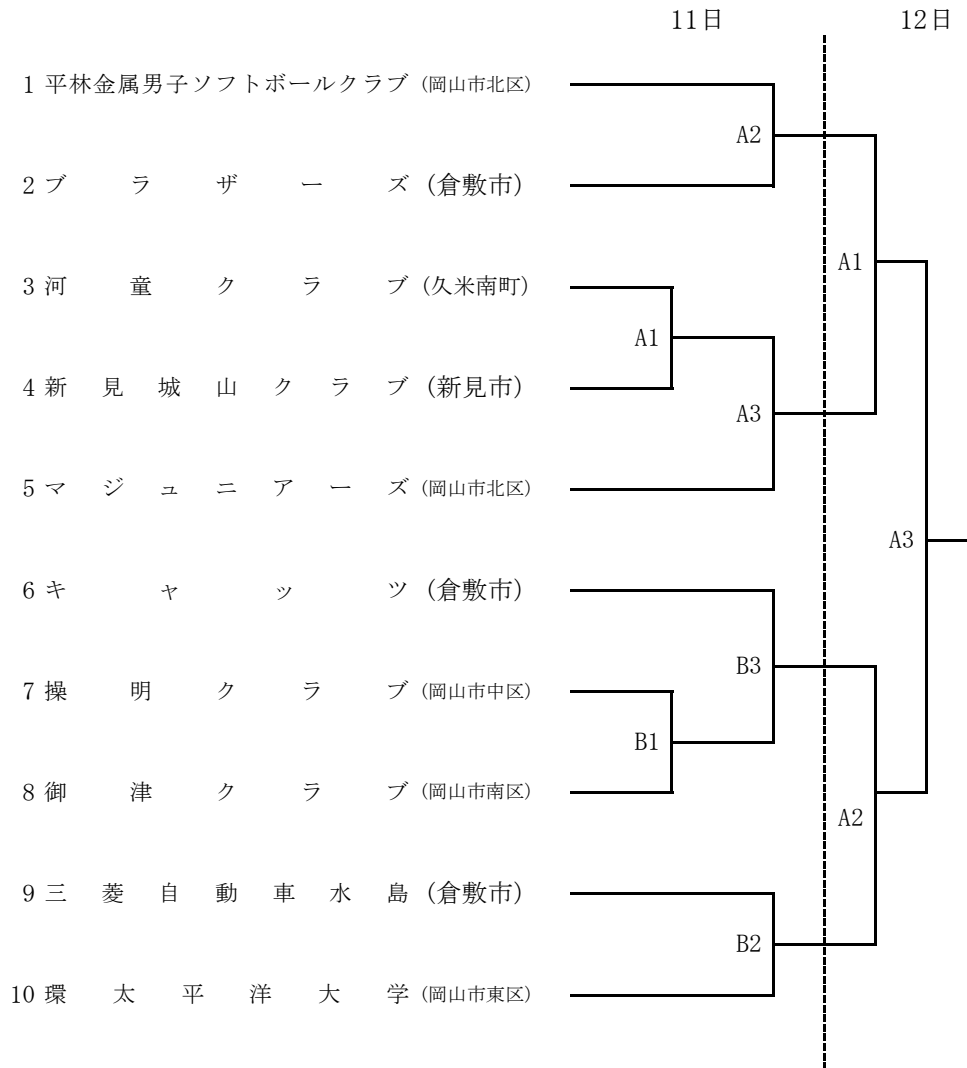 11日 12日
1 平林金属男子ソフトボールクラブ (岡山市北区)
A2
2 ブラザーズ (倉敷市)
A1
3 河童クラブ (久米南町)
A1
4 新見城山クラブ (新見市)
A3
5 マジュニアーズ (岡山市北区)
A3
6 キャッツ (倉敷市)
B3
7 操明クラブ (岡山市中区)
B1
8 御津クラブ (岡山市南区)
A2
9 三菱自動車水島 (倉敷市)
B2
10 環太平洋大学 (岡山市東区)